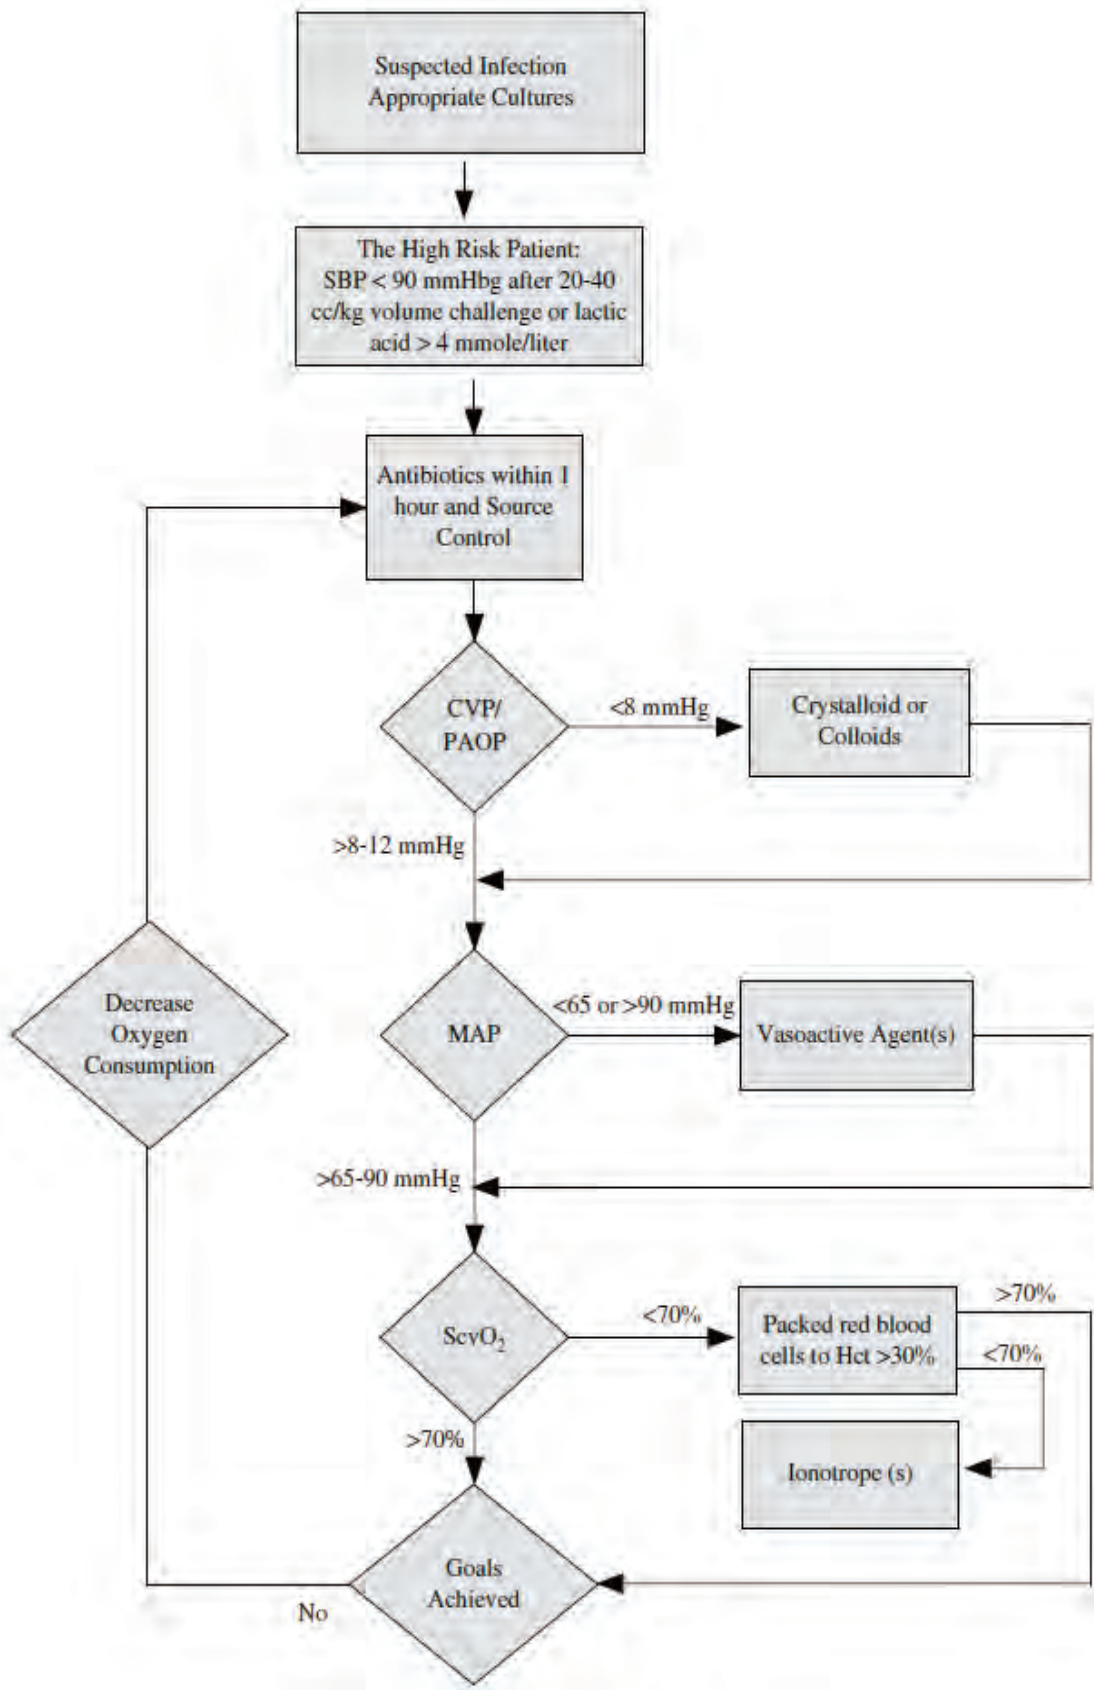 Suspected Infection
Appropriate Cultures
The High Risk Patient:
SBP < 90 mmHbg after 20-40
cc/kg volume challenge or lactic
acid > 4 mmole/liter
Antibiotics within 1
hour and Source
Control
CVP/
PAOP
<8 mmHg
Crystalloid or
Colloids
>8-12 mmHg
Decrease
Oxygen
Consumption
MAP
<65 or >90 mmHg
Vasoactive Agent(s)
>65-90 mmHg
ScvO₂
<70%
Packed red blood
cells to Hct >30%
>70%
<70%
>70%
Ionotrope (s)
Goals
Achieved
No